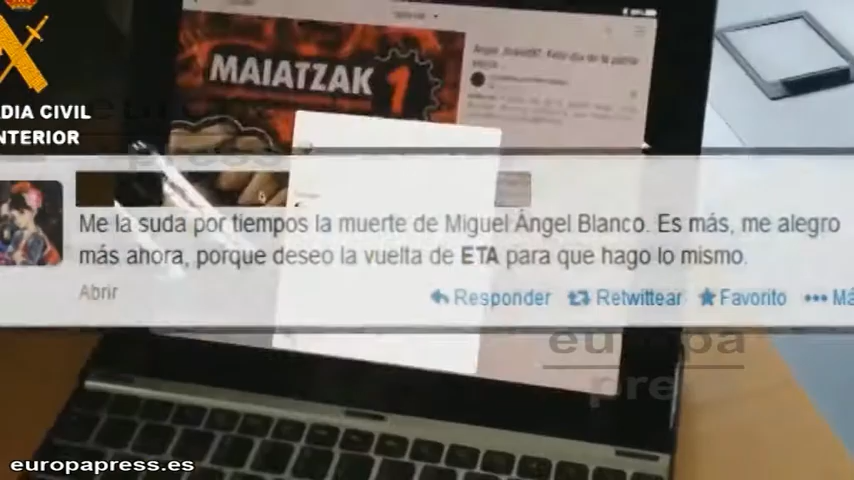 DIA CIVIL
NTERIOR
MAIATZAK 1
Me la suda por tiempos la muerte de Miguel Ángel Blanco. Es más, me alegro
más ahora, porque deseo la vuelta de ETA para que hago lo mismo.
Abrir
Responder
Retwittear
Favorito
Má
europa
press
europapress.es